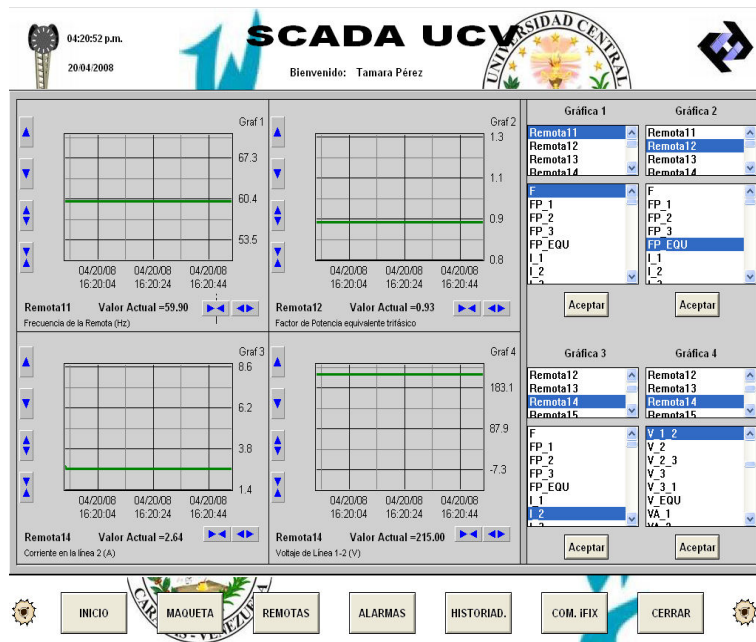 SCADA UCV
04:20:52 p.m.
20/04/2008
Bienvenido: Tamara Pérez
UNIVERSIDAD CENTRAL
Graf 1
67.3
60.4
53.5
04/20/08 04/20/08 04/20/08
16:20:04 16:20:24 16:20:44
Remota11 Valor Actual =59.90
Frecuencia de la Remota (Hz)
Graf 2
1.3
1.1
0.9
0.8
04/20/08 04/20/08 04/20/08
16:20:04 16:20:24 16:20:44
Remota12 Valor Actual =0.93
Factor de Potencia equivalente trifásico
Graf 3
8.6
6.2
3.8
1.4
04/20/08 04/20/08 04/20/08
16:20:04 16:20:24 16:20:44
Remota14 Valor Actual =2.64
Corriente en la línea 2 (A)
Graf 4
183.1
87.9
-7.3
04/20/08 04/20/08 04/20/08
16:20:04 16:20:24 16:20:44
Remota14 Valor Actual =215.00
Voltaje de Línea 1-2 (V)
Gráfica 1
Remota11
Remota12
Remota13
Remota14
F
FP_1
FP_2
FP_3
FP_EQU
I_1
I_2
I_3
Aceptar
Gráfica 2
Remota11
Remota12
Remota13
Remota14
F
FP_1
FP_2
FP_3
FP_EQU
I_1
I_2
I_3
Aceptar
Gráfica 3
Remota12
Remota13
Remota14
Remota15
F
FP_1
FP_2
FP_3
FP_EQU
I_1
I_2
I_3
Aceptar
Gráfica 4
Remota12
Remota13
Remota14
Remota15
V_1_2
V_2
V_2_3
V_3
V_3_1
V_EQU
VA_1
VA_2
Aceptar
CARACAS - VENEZUELA
INICIO
MAQUETA
REMOTAS
ALARMAS
HISTORIAD.
COM. iFIX
CERRAR